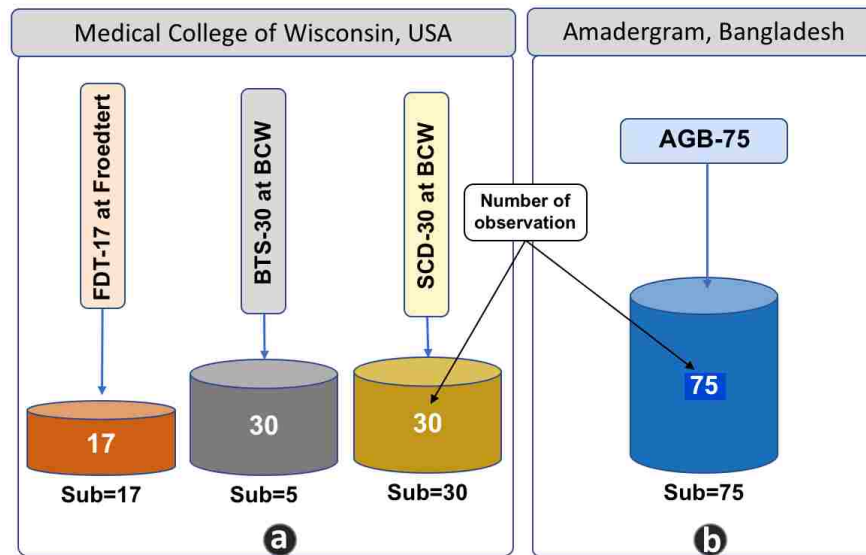 Medical College of Wisconsin, USA
Amadergram, Bangladesh
FDT-17 at Froedtert
BTS-30 at BCW
SCD-30 at BCW
AGB-75
Number of
observation
17
30
30
75
Sub=17
Sub=5
Sub=30
Sub=75
a
b